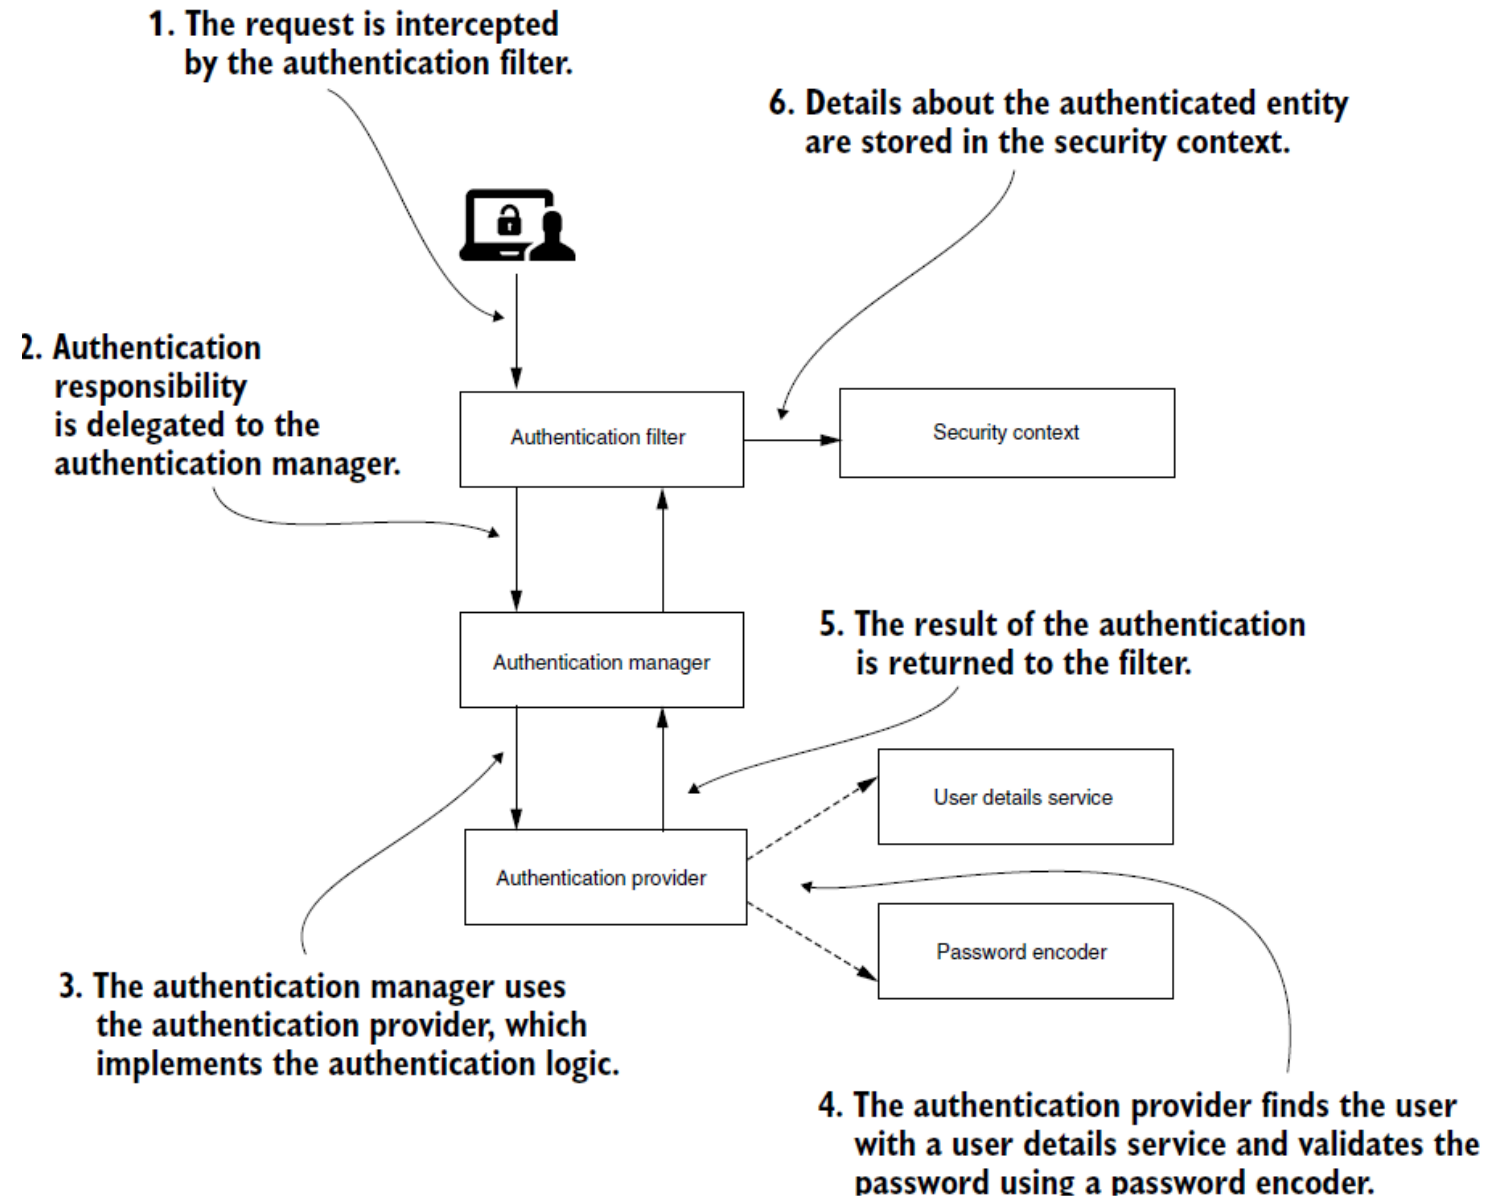 1. The request is intercepted
by the authentication filter.
6. Details about the authenticated entity
are stored in the security context.
2. Authentication
responsibility
is delegated to the
authentication manager.
Authentication filter
Security context
Authentication manager
5. The result of the authentication
is returned to the filter.
User details service
Authentication provider
Password encoder
3. The authentication manager uses
the authentication provider, which
implements the authentication logic.
4. The authentication provider finds the user
with a user details service and validates the
password using a password encoder.